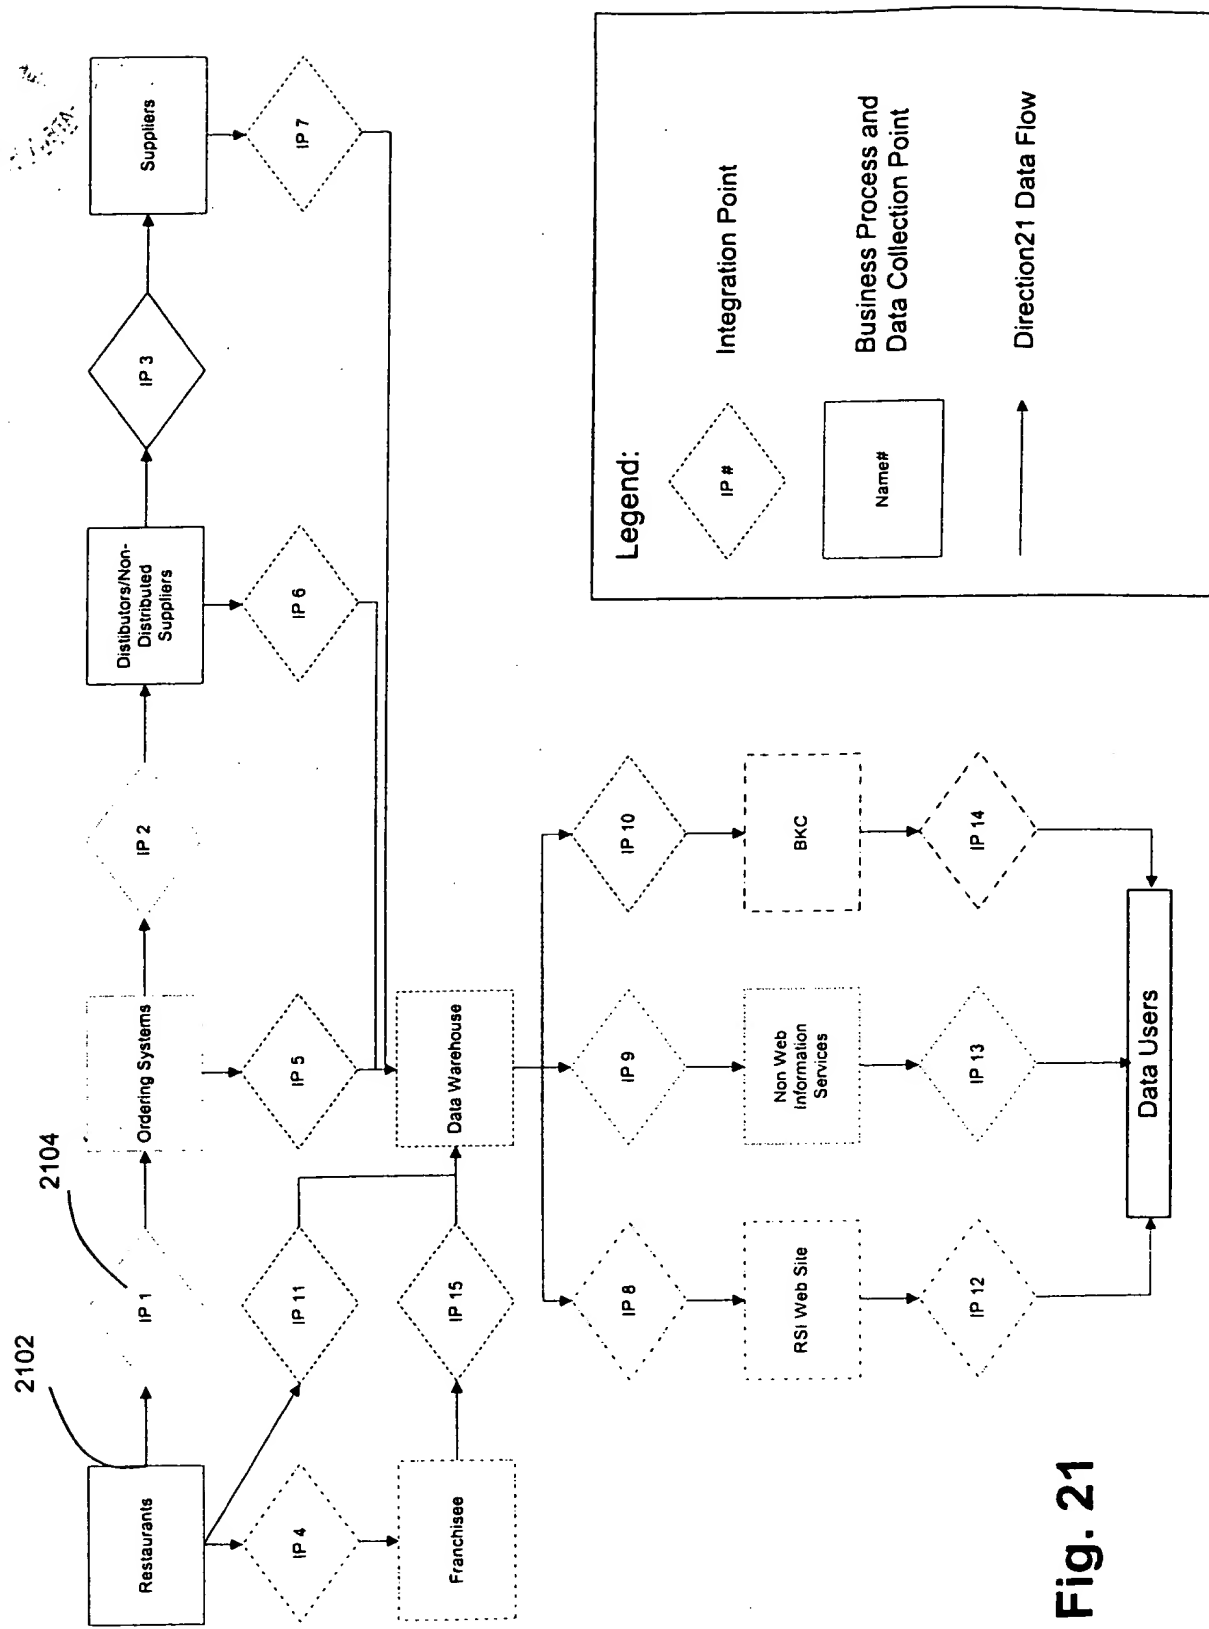 2102
2104
Restaurants
IP 1
Ordering Systems
IP 2
Distibutors/Non-
Distributed
Suppliers
IP 3
Suppliers
IP 4
IP 11
IP 5
IP 6
IP 7
Franchisee
IP 15
Data Warehouse
IP 8
IP 9
IP 10
RSI Web Site
Non Web
Information
Services
BKC
IP 12
IP 13
IP 14
Data Users
Legend:
IP #
Integration Point
Name#
Business Process and
Data Collection Point
Direction21 Data Flow
Fig. 21